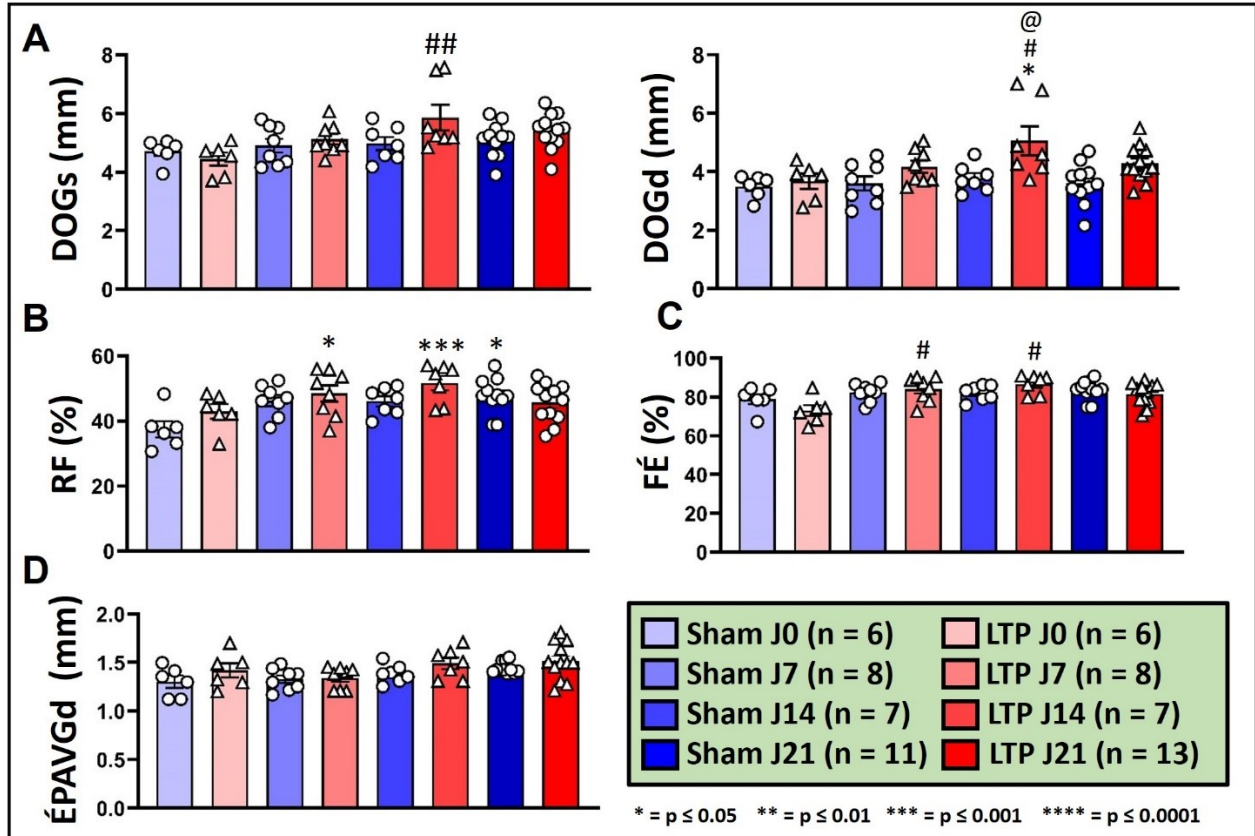 A
DOGs (mm)
8
6
4
2
0
##
DOGd (mm)
8
6
4
2
0
@
#
*
B
RF (%)
60
40
20
0
*
***
*
C
FÉ (%)
100
80
60
40
20
0
#
#
D
ÉPAVGd (mm)
2.0
1.5
1.0
0.5
0.0
Sham J0 (n = 6)
LTP J0 (n = 6)
Sham J7 (n = 8)
LTP J7 (n = 8)
Sham J14 (n = 7)
LTP J14 (n = 7)
Sham J21 (n = 11)
LTP J21 (n = 13)
* = p ≤ 0.05 ** = p ≤ 0.01 *** = p ≤ 0.001 **** = p ≤ 0.0001